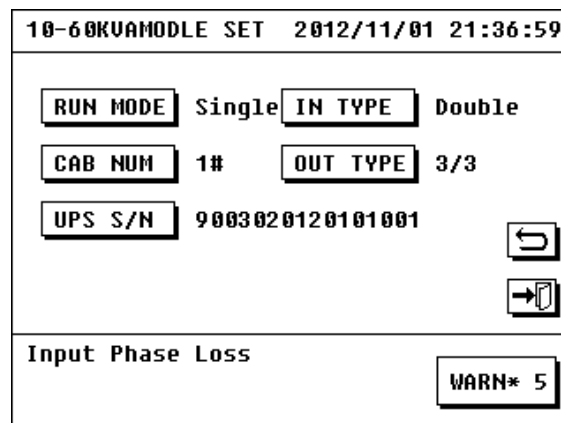 10-60KVAMODLE SET 2012/11/01 21:36:59
RUN MODE Single IN TYPE Double
CAB NUM 1# OUT TYPE 3/3
UPS S/N 9003020120101001
Input Phase Loss
WARN* 5